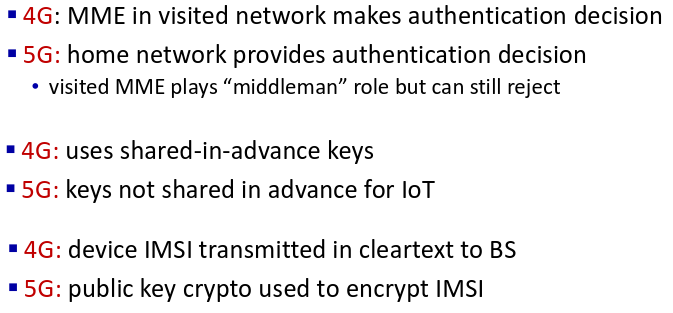 ▪ 4G: MME in visited network makes authentication decision
▪ 5G: home network provides authentication decision
• visited MME plays “middleman” role but can still reject
▪ 4G: uses shared-in-advance keys
▪ 5G: keys not shared in advance for IoT
▪ 4G: device IMSI transmitted in cleartext to BS
▪ 5G: public key crypto used to encrypt IMSI